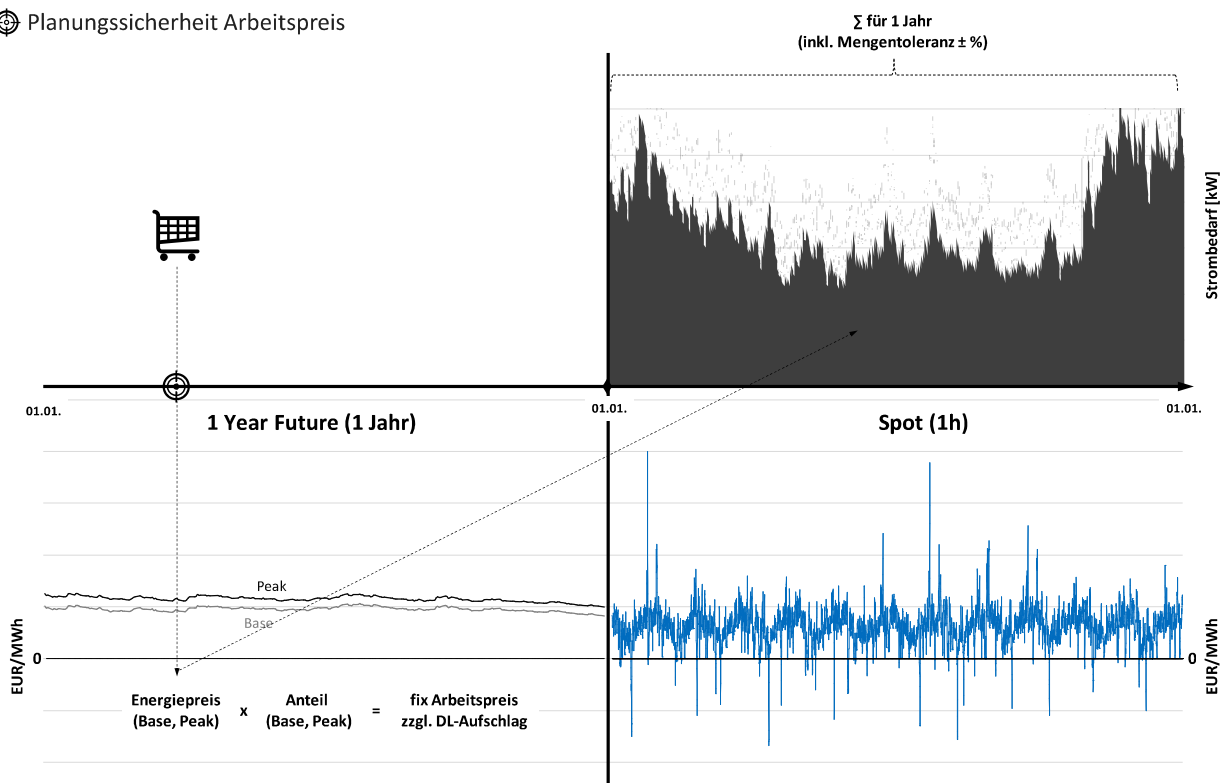 Planungssicherheit Arbeitspreis
∑ für 1 Jahr
(inkl. Mengentoleranz ± %)
Strombedarf [kW]
01.01.
01.01.
01.01.
1 Year Future (1 Jahr)
Spot (1h)
Peak
Base
EUR/MWh
0
0
EUR/MWh
Energiepreis
(Base, Peak)
x
Anteil
(Base, Peak)
=
fix Arbeitspreis
zzgl. DL-Aufschlag